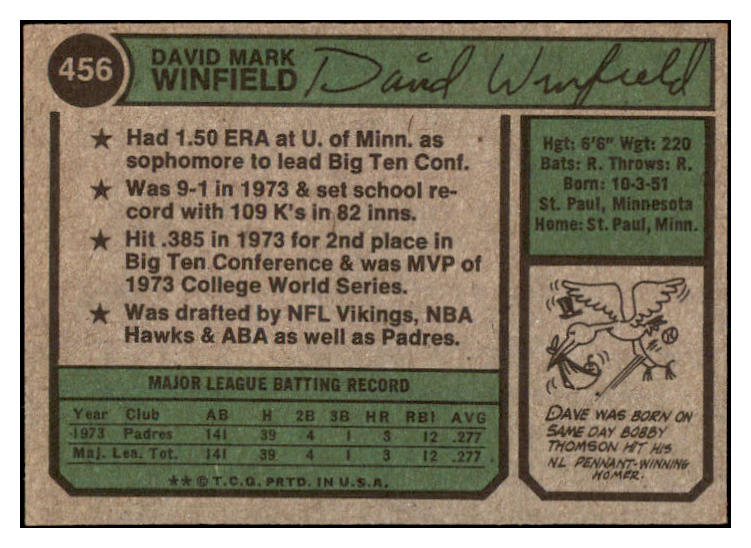 456
DAVID MARK
WINFIELD
David Winfield
★ Had 1.50 ERA at U. of Minn. as
sophomore to lead Big Ten Conf.
★ Was 9-1 in 1973 & set school re-
cord with 109 K's in 82 inns.
★ Hit .385 in 1973 for 2nd place in
Big Ten Conference & was MVP of
1973 College World Series.
★ Was drafted by NFL Vikings, NBA
Hawks & ABA as well as Padres.
Hgt: 6'6" Wgt: 220
Bats: R. Throws: R.
Born: 10-3-51
St. Paul, Minnesota
Home: St. Paul, Minn.
MAJOR LEAGUE BATTING RECORD
Year Club AB H 2B 3B HR RBI AVG
1973 Padres 141 39 4 1 3 12 .277
Maj. Lea. Tot. 141 39 4 1 3 12 .277
★★ © T.C.G. PRTD. IN U.S.A.
DAVE WAS BORN ON
SAME DAY BOBBY
THOMSON HIT HIS
NL PENNANT-WINNING
HOMER.